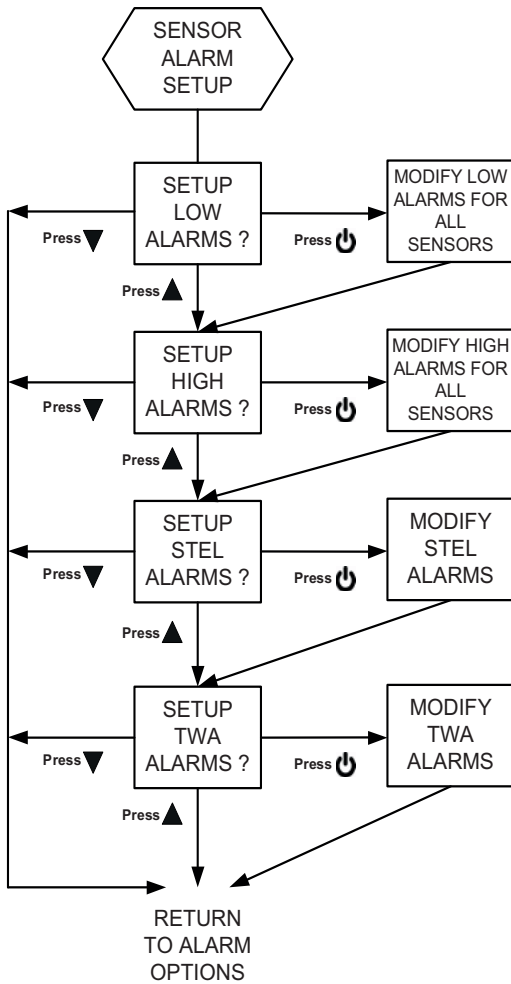 SENSOR
ALARM
SETUP
SETUP
LOW
ALARMS ?
Press
Press
MODIFY LOW
ALARMS FOR
ALL
SENSORS
Press
SETUP
HIGH
ALARMS ?
Press
Press
MODIFY HIGH
ALARMS FOR
ALL
SENSORS
Press
SETUP
STEL
ALARMS ?
Press
Press
MODIFY
STEL
ALARMS
Press
SETUP
TWA
ALARMS ?
Press
Press
MODIFY
TWA
ALARMS
Press
RETURN
TO ALARM
OPTIONS